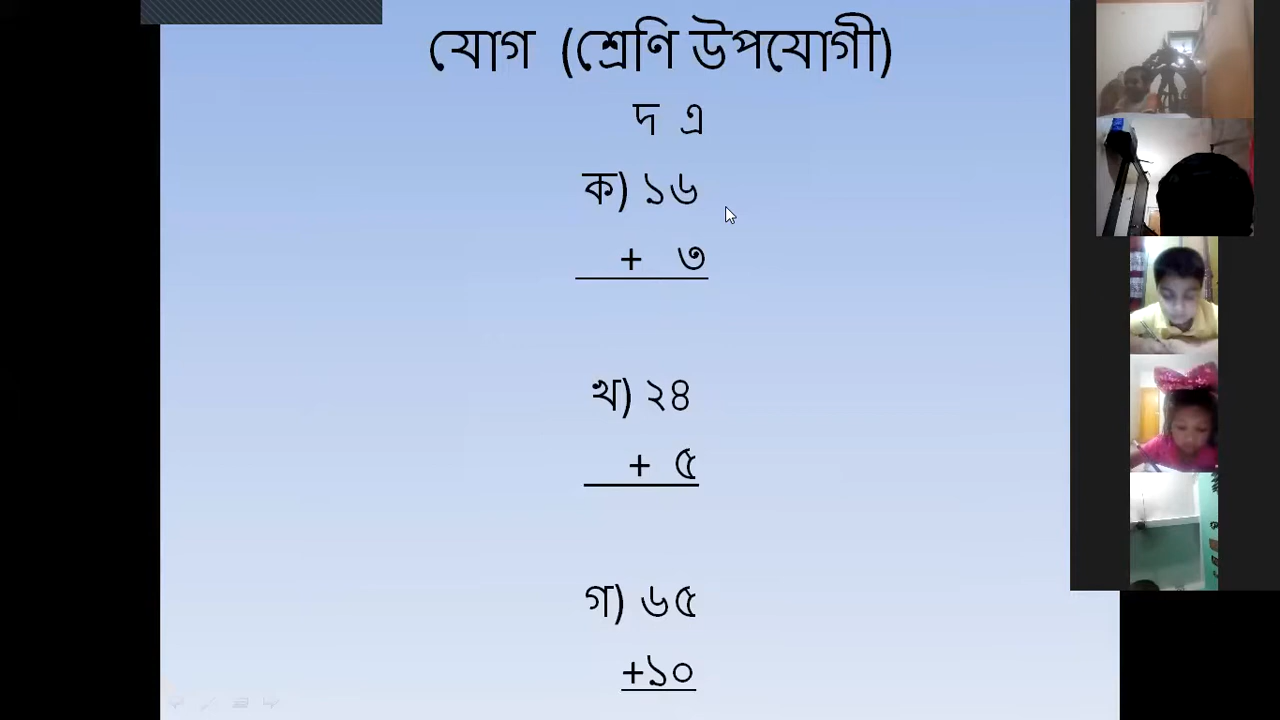 যোগ (শ্রেণি উপযোগী)
দ এ
ক) ১৬
+ ৩
খ) ২৪
+ ৫
গ) ৬৫
+১০